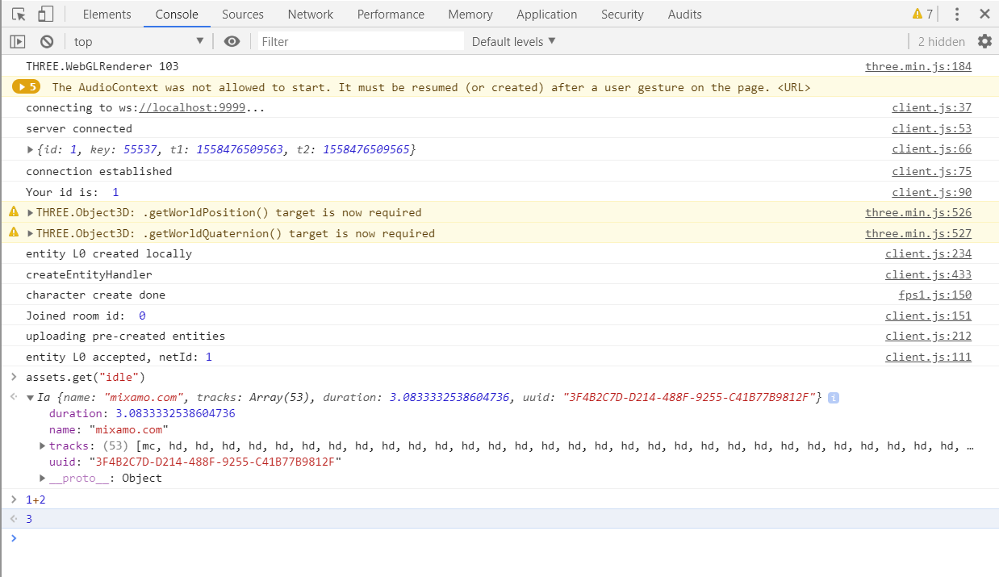 Elements Console Sources Network Performance Memory Application Security Audits 7
top Filter Default levels 2 hidden
THREE.WebGLRenderer 103 three.min.js:184
5 The AudioContext was not allowed to start. It must be resumed (or created) after a user gesture on the page. <URL>
connecting to ws://localhost:9999... client.js:37
server connected client.js:53
{id: 1, key: 55537, t1: 1558476509563, t2: 1558476509565} client.js:66
connection established client.js:75
Your id is: 1 client.js:90
THREE.Object3D: .getWorldPosition() target is now required three.min.js:526
THREE.Object3D: .getWorldQuaternion() target is now required three.min.js:527
entity L0 created locally client.js:234
createEntityHandler client.js:433
character create done fps1.js:150
Joined room id: 0 client.js:151
uploading pre-created entities client.js:212
entity L0 accepted, netId: 1 client.js:111
> assets.get("idle")
Ia {name: "mixamo.com", tracks: Array(53), duration: 3.0833332538604736, uuid: "3F4B2C7D-D214-488F-9255-C41B77B9812F"} i
duration: 3.0833332538604736
name: "mixamo.com"
tracks: (53) [mc, hd, hd, hd, hd, hd, hd, hd, hd, hd, hd, hd, hd, hd, hd, hd, hd, hd, hd, hd, hd, hd, hd, hd, hd, hd, hd, hd, hd, hd, hd, …
uuid: "3F4B2C7D-D214-488F-9255-C41B77B9812F"
__proto__: Object
> 1+2
3
>